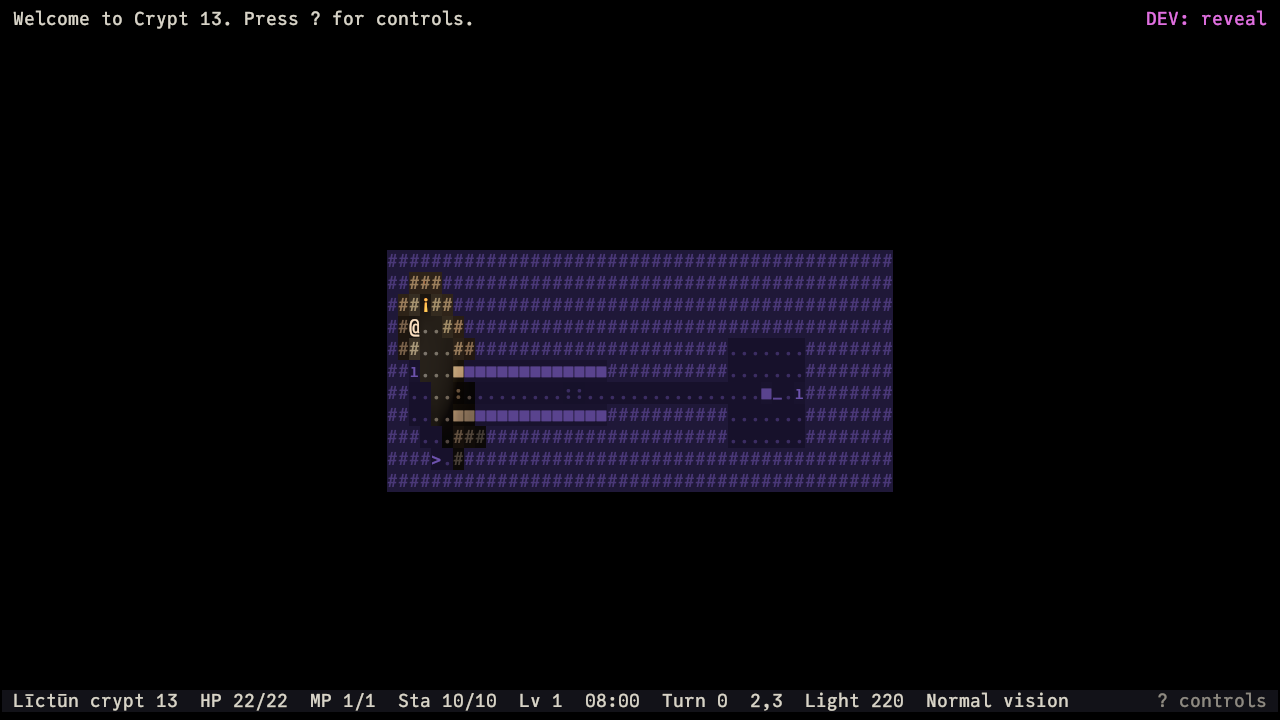 Welcome to Crypt 13. Press ? for controls.
DEV: reveal
Līctūn crypt 13 HP 22/22 MP 1/1 Sta 10/10 Lv 1 08:00 Turn 0 2,3 Light 220 Normal vision ? controls